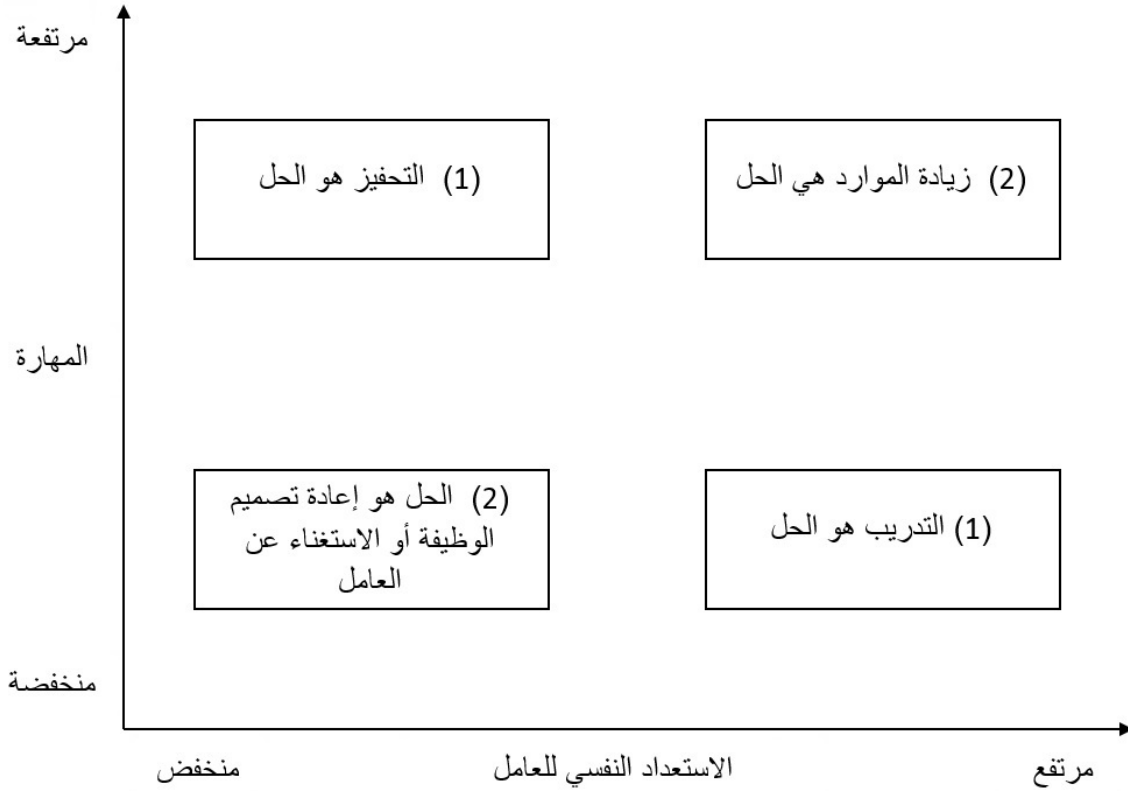 مرتفعة
(1) التحفيز هو الحل
(2) زيادة الموارد هي الحل
المهارة
(2) الحل هو إعادة تصميم
الوظيفة أو الاستغناء عن
العامل
(1) التدريب هو الحل
منخفضة
منخفض
الاستعداد النفسي للعامل
مرتفع